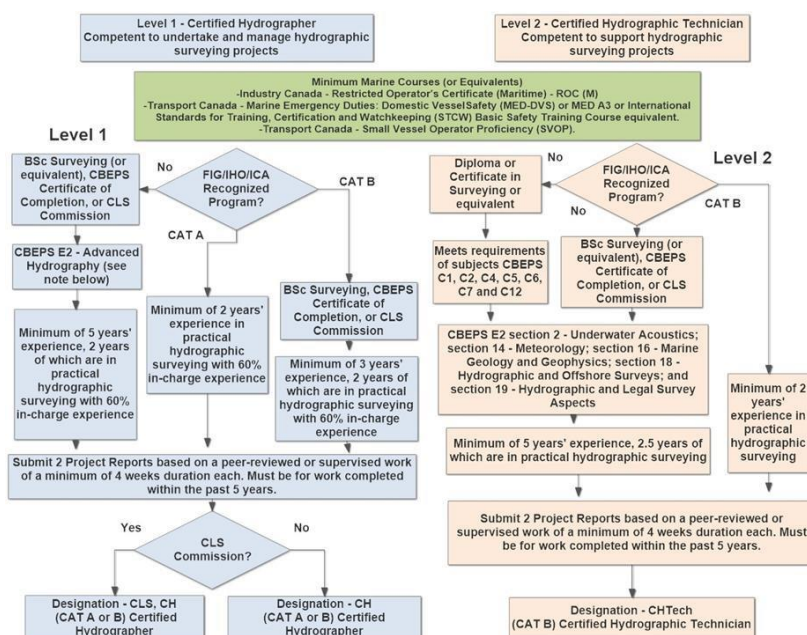 Level 1 - Certified Hydrographer
Competent to undertake and manage hydrographic
surveying projects
Level 2 - Certified Hydrographic Technician
Competent to support hydrographic
surveying projects
Minimum Marine Courses (or Equivalents)
-Industry Canada - Restricted Operator's Certificate (Maritime) - ROC (M)
-Transport Canada - Marine Emergency Duties: Domestic VesselSafety (MED-DVS) or MED A3 or International
Standards for Training, Certification and Watchkeeping (STCW) Basic Safety Training Course equivalent.
-Transport Canada - Small Vessel Operator Proficiency (SVOP).
Level 1
BSc Surveying (or
equivalent), CBEPS
Certificate of
Completion, or CLS
Commission
No
FIG/IHO/ICA
Recognized
Program?
CAT B
CAT A
CBEPS E2 - Advanced
Hydrography (see
note below)
Minimum of 5 years'
experience, 2 years
of which are in
practical
hydrographic
surveying with 60%
in-charge experience
Minimum of 2 years'
experience in
practical
hydrographic
surveying with 60%
in-charge experience
BSc Surveying, CBEPS
Certificate of
Completion, or CLS
Commission
Minimum of 3 years'
experience, 2 years of
which are in practical
hydrographic surveying
with 60% in-charge
experience
Submit 2 Project Reports based on a peer-reviewed or supervised work
of a minimum of 4 weeks duration each. Must be for work completed
within the past 5 years.
Yes
CLS
Commission?
No
Designation - CLS, CH
(CAT A or B) Certified
Hydrographer
Designation - CH
(CAT A or B) Certified
Hydrographer
Level 2
Diploma or
Certificate in
Surveying or
equivalent
No
FIG/IHO/ICA
Recognized
Program?
No
CAT B
Meets requirements
of subjects CBEPS
C1, C2, C4, C5, C6,
C7 and C12
BSc Surveying (or
equivalent), CBEPS
Certificate of
Completion, or CLS
Commission
CBEPS E2 section 2 - Underwater Acoustics;
section 14 - Meteorology; section 16 - Marine
Geology and Geophysics; section 18 -
Hydrographic and Offshore Surveys; and
section 19 - Hydrographic and Legal Survey
Aspects
Minimum of 2
years'
experience in
practical
hydrographic
surveying
Minimum of 5 years' experience, 2.5 years of
which are in practical hydrographic surveying
Submit 2 Project Reports based on a peer-reviewed or
supervised work of a minimum of 4 weeks duration each. Must
be for work completed within the past 5 years.
Designation - CHTech
(CAT B) Certified Hydrographic
Technician